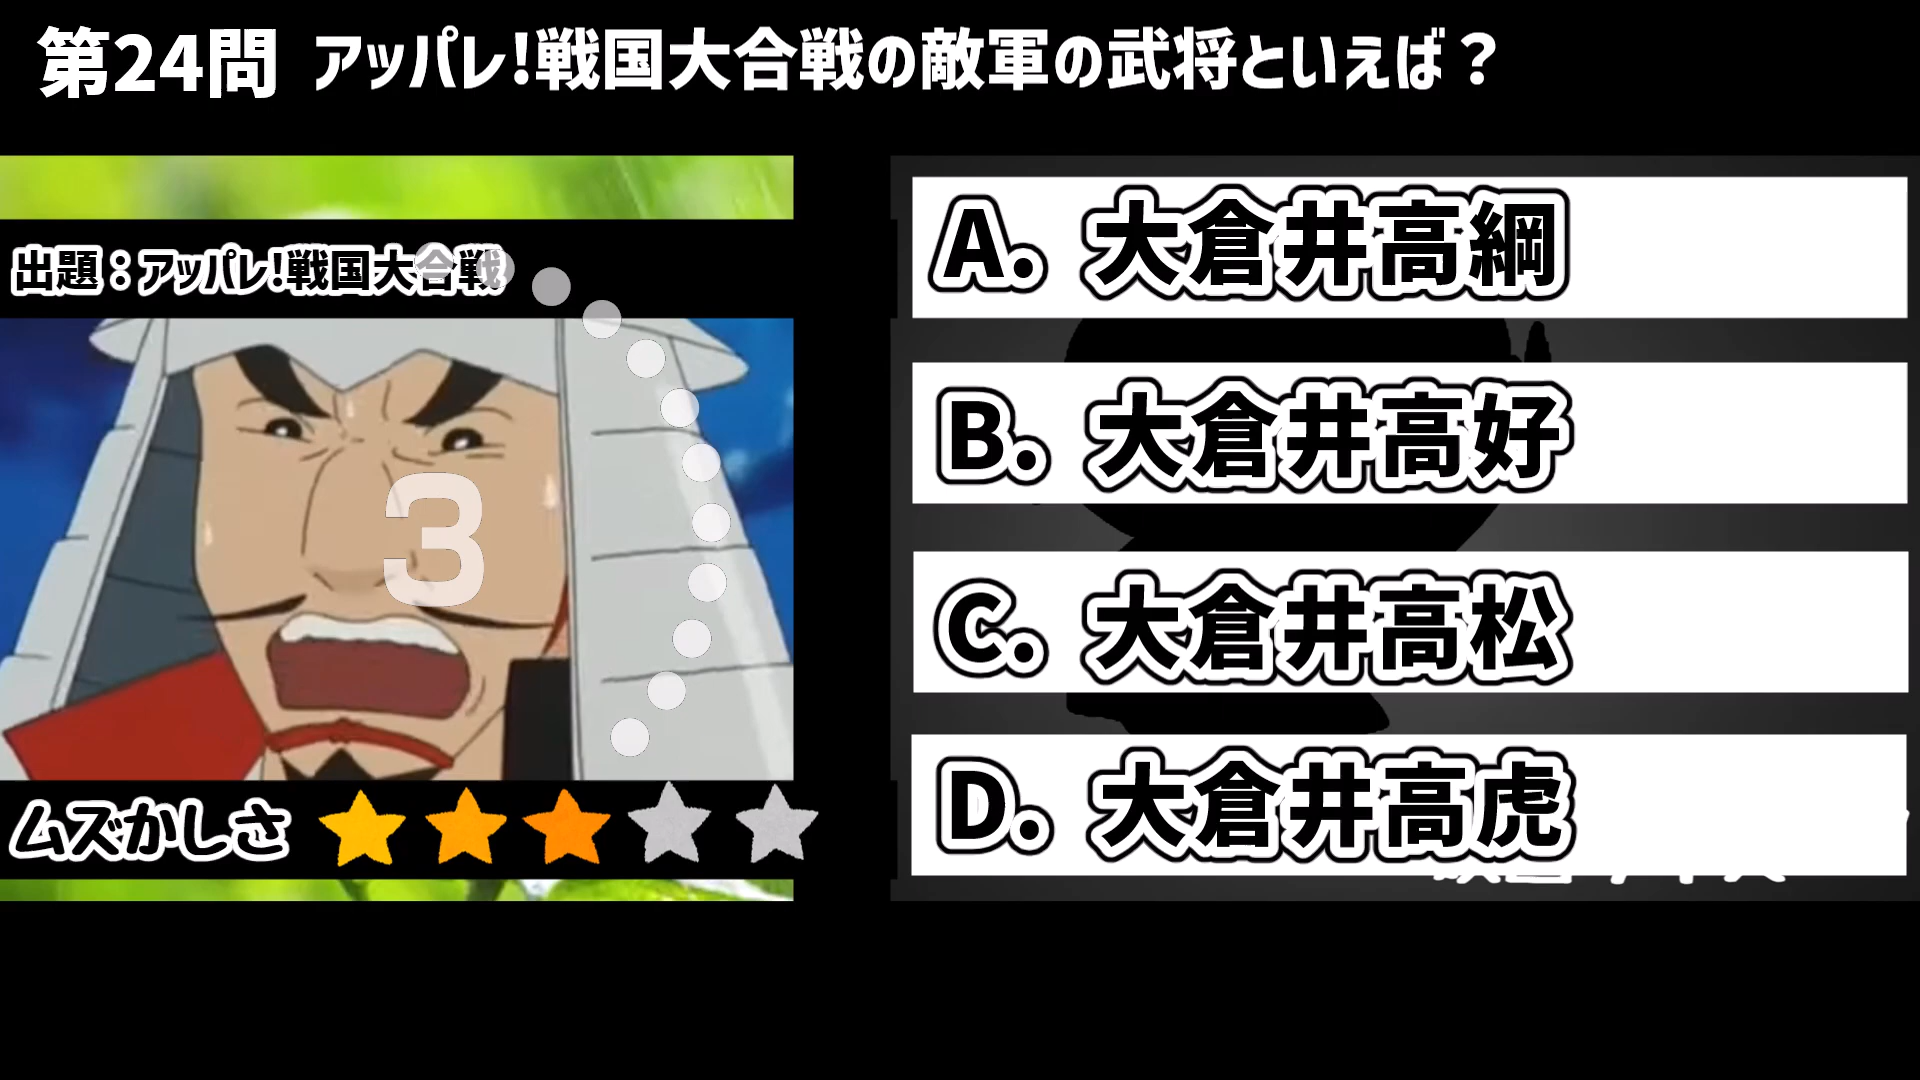 第24問 アッパレ!戦国大合戦の敵軍の武将といえば？
出題：アッパレ!戦国大合戦
3
ムズかしさ
A. 大倉井高綱
B. 大倉井高好
C. 大倉井高松
D. 大倉井高虎